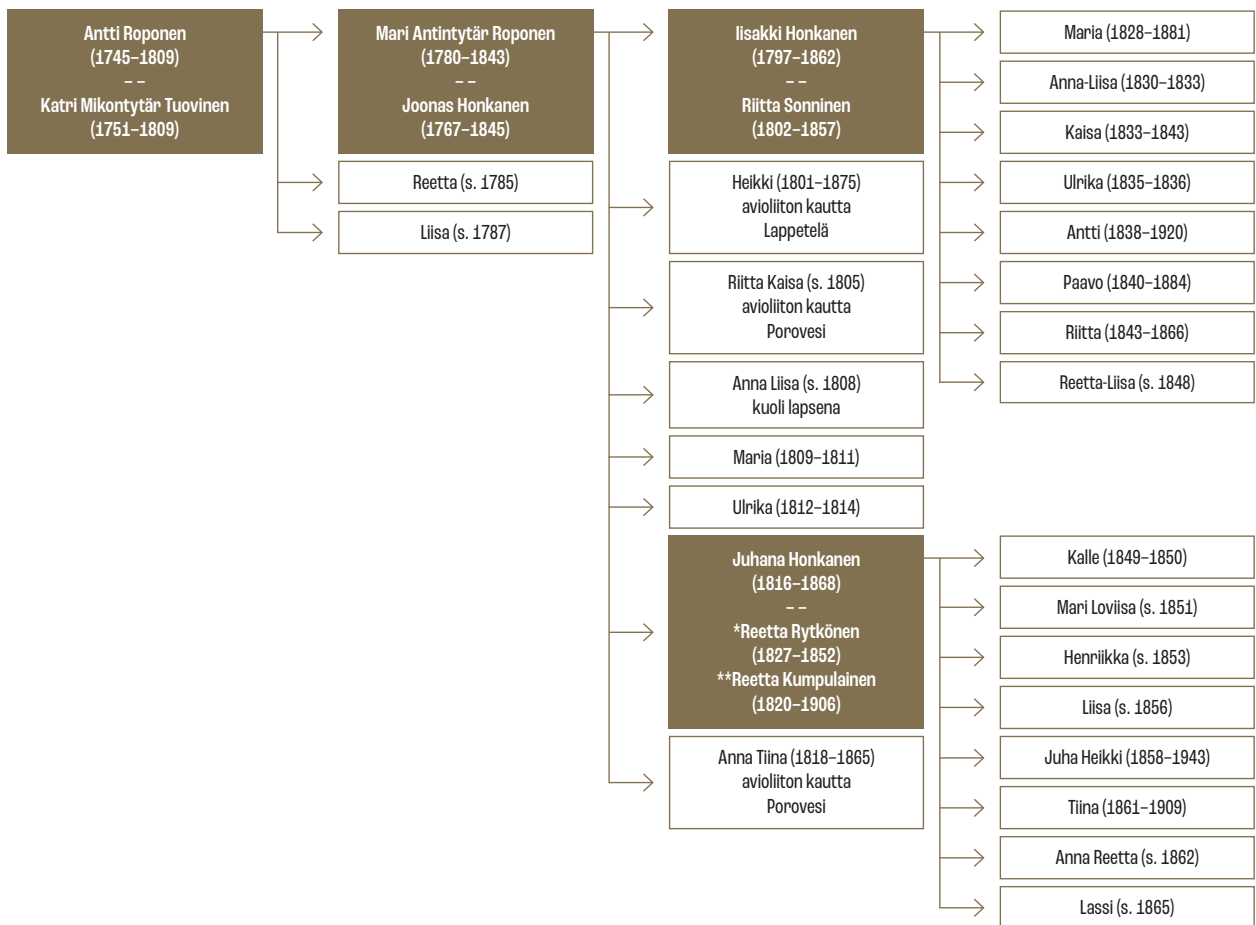 Antti Roponen
(1745–1809)
– –
Katri Mikontytär Tuovinen
(1751–1809)
Mari Antintytär Roponen
(1780–1843)
– –
Joonas Honkanen
(1767–1845)
Reetta (s. 1785)
Liisa (s. 1787)
Iisakki Honkanen
(1797–1862)
– –
Riitta Sonninen
(1802–1857)
Heikki (1801–1875)
avioliiton kautta
Lappetelä
Riitta Kaisa (s. 1805)
avioliiton kautta
Porovesi
Anna Liisa (s. 1808)
kuoli lapsena
Maria (1809–1811)
Ulrika (1812–1814)
Juhana Honkanen
(1816–1868)
– –
*Reetta Rytkönen
(1827–1852)
**Reetta Kumpulainen
(1820–1906)
Anna Tiina (1818–1865)
avioliiton kautta
Porovesi
Maria (1828–1881)
Anna-Liisa (1830–1833)
Kaisa (1833–1843)
Ulrika (1835–1836)
Antti (1838–1920)
Paavo (1840–1884)
Riitta (1843–1866)
Reetta-Liisa (s. 1848)
Kalle (1849–1850)
Mari Loviisa (s. 1851)
Henriikka (s. 1853)
Liisa (s. 1856)
Juha Heikki (1858–1943)
Tiina (1861–1909)
Anna Reetta (s. 1862)
Lassi (s. 1865)